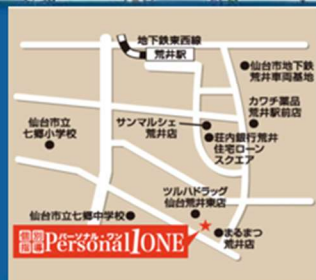 地下鉄東西線
荒井駅
仙台市地下鉄
荒井車両基地
カワチ薬品
荒井駅前店
サンマルシェ
荒井店
仙台市立
七郷小学校
荘内銀行荒井
住宅ローン
スクエア
ツルハドラッグ
仙台荒井東店
仙台市立七郷中学校
まるまつ
荒井店
個別
指導
パーソナル・ワン
Personal1ONE